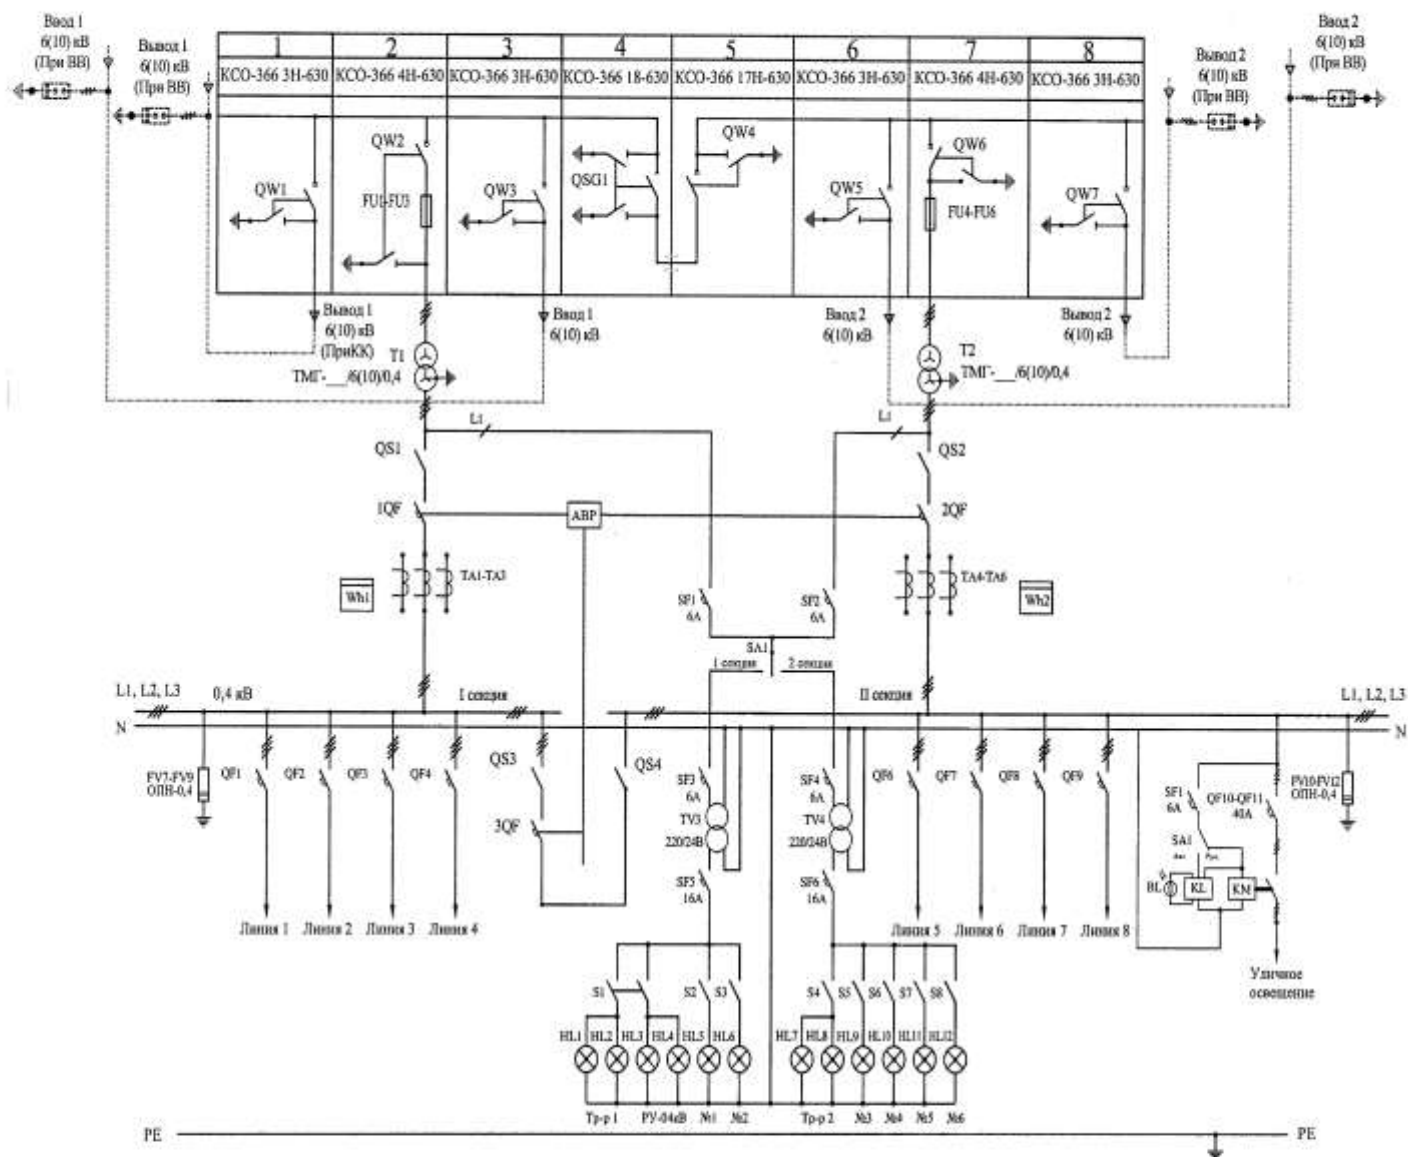 Ввод 1
6(10) кВ
(При ВВ)
Вывод 1
6(10) кВ
(При ВВ)
1 2 3 4 5 6 7 8
КСО-366 3Н-630 КСО-366 4Н-630 КСО-366 3Н-630 КСО-366 18-630 КСО-366 17Н-630 КСО-366 3Н-630 КСО-366 4Н-630 КСО-366 3Н-630
Ввод 2
6(10) кВ
(При ВВ)
Вывод 2
6(10) кВ
(При ВВ)
QW1
QW2
FU1-FU3
QW3
QSG1
QW4
QW5
QW6
FU4-FU6
QW7
Вывод 1
6(10) кВ
(ПриКК)
Ввод 1
6(10) кВ
Ввод 2
6(10) кВ
Вывод 2
6(10) кВ
T1
ТМГ-___/6(10)/0,4
T2
ТМГ-___/6(10)/0,4
L1
L1
QS1
QS2
1QF
АВР
2QF
TA1-TA3
TA4-TA6
Wh1
Wh2
SF1
6А
SF2
6А
SA1
1 секция
2 секция
L1, L2, L3
0,4 кВ
I секция
II секция
L1, L2, L3
N
N
FV7-FV9
ОПН-0,4
QF1
QF2
QF3
QF4
QS3
QS4
3QF
SF3
6А
TV3
220/24В
SF5
16А
SF4
6А
TV4
220/24В
SF6
16А
QF6
QF7
QF8
QF9
SF1
6А
QF10-QF11
40А
FV10-FV12
ОПН-0,4
SA1
Авт.
Руч.
BL
KL
KM
Линия 1
Линия 2
Линия 3
Линия 4
Линия 5
Линия 6
Линия 7
Линия 8
Уличное
освещение
S1
S2
S3
S4
S5
S6
S7
S8
HL1
HL2
HL3
HL4
HL5
HL6
HL7
HL8
HL9
HL10
HL11
HL12
Тр-р 1
РУ-04кВ
№1
№2
Тр-р 2
№3
№4
№5
№6
PE
PE